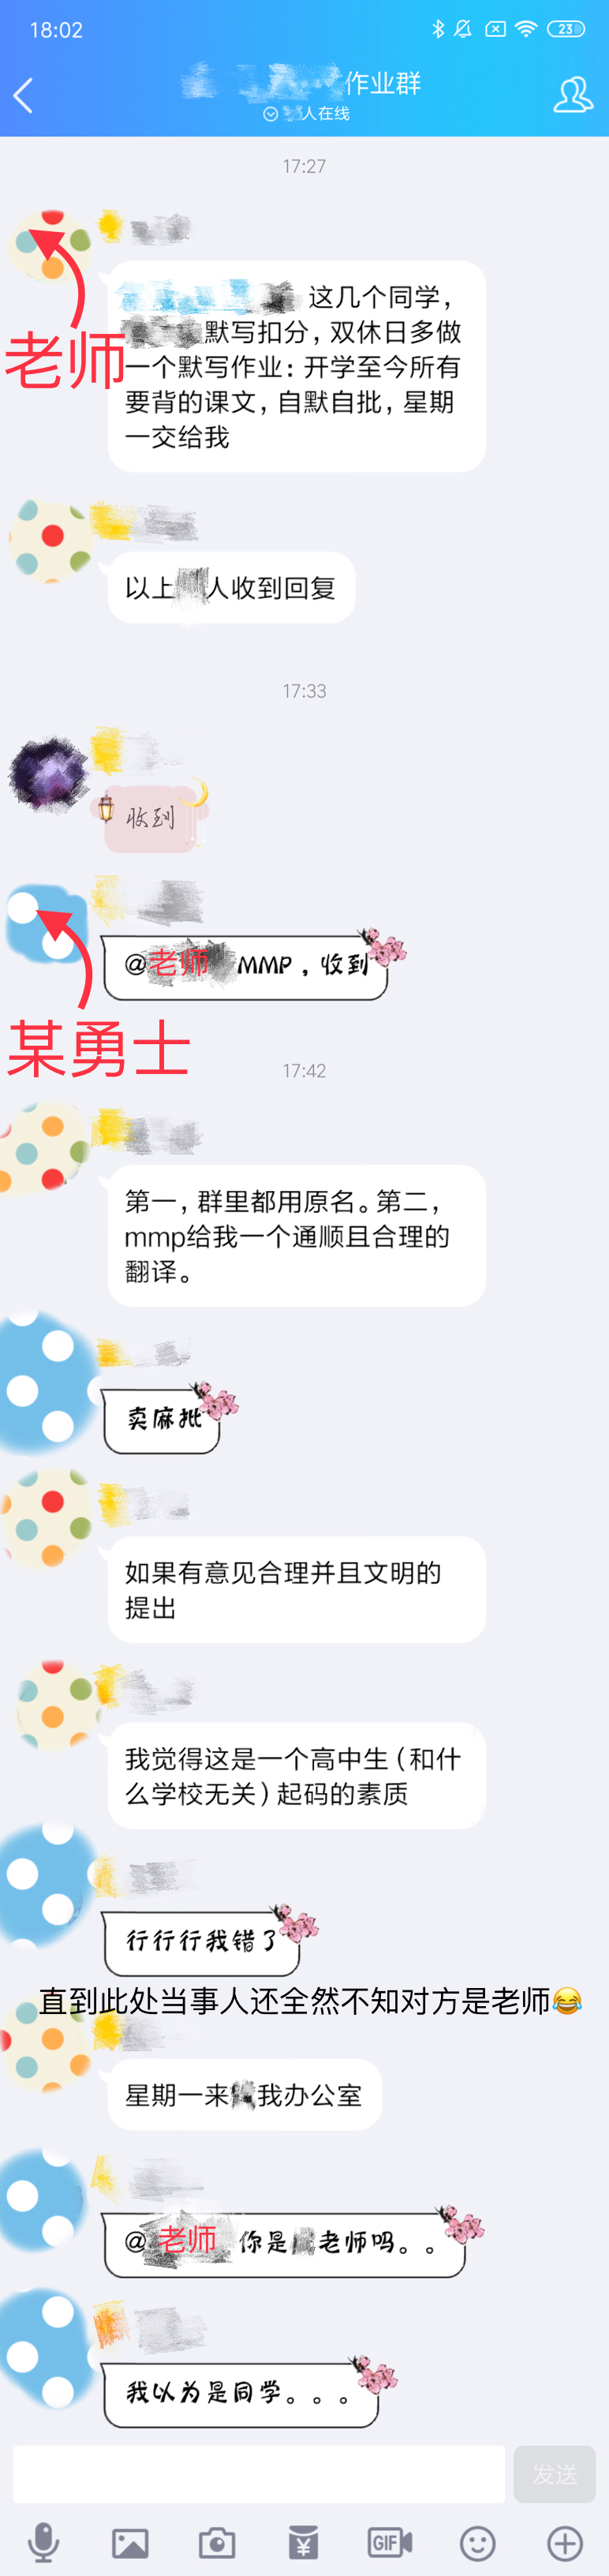 18:02
23
作业群
人在线
17:27
这几个同学，
老师
默写扣分，双休日多做
一个默写作业：开学至今所有
要背的课文，自默自批，星期
一交给我
以上 人收到回复
17:33
收到
@老师 MMP，收到
某勇士
17:42
第一，群里都用原名。第二，
mmp给我一个通顺且合理的
翻译。
卖麻批
如果有意见合理并且文明的
提出
我觉得这是一个高中生（和什
么学校无关）起码的素质
行行行我错了
直到此处当事人还全然不知对方是老师😂
星期一来 我办公室
@老师 你是 老师吗。。
我以为是同学。。。
发送
GIF